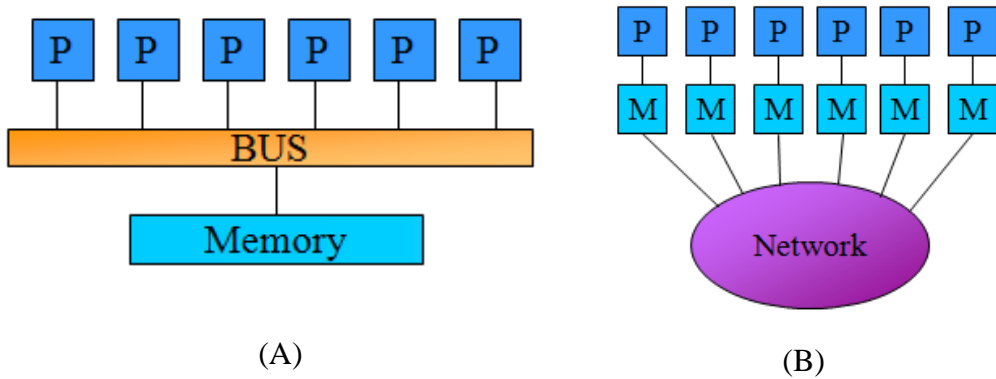 P P P P P P
BUS
Memory
(A)
P P P P P P
M M M M M M
Network
(B)